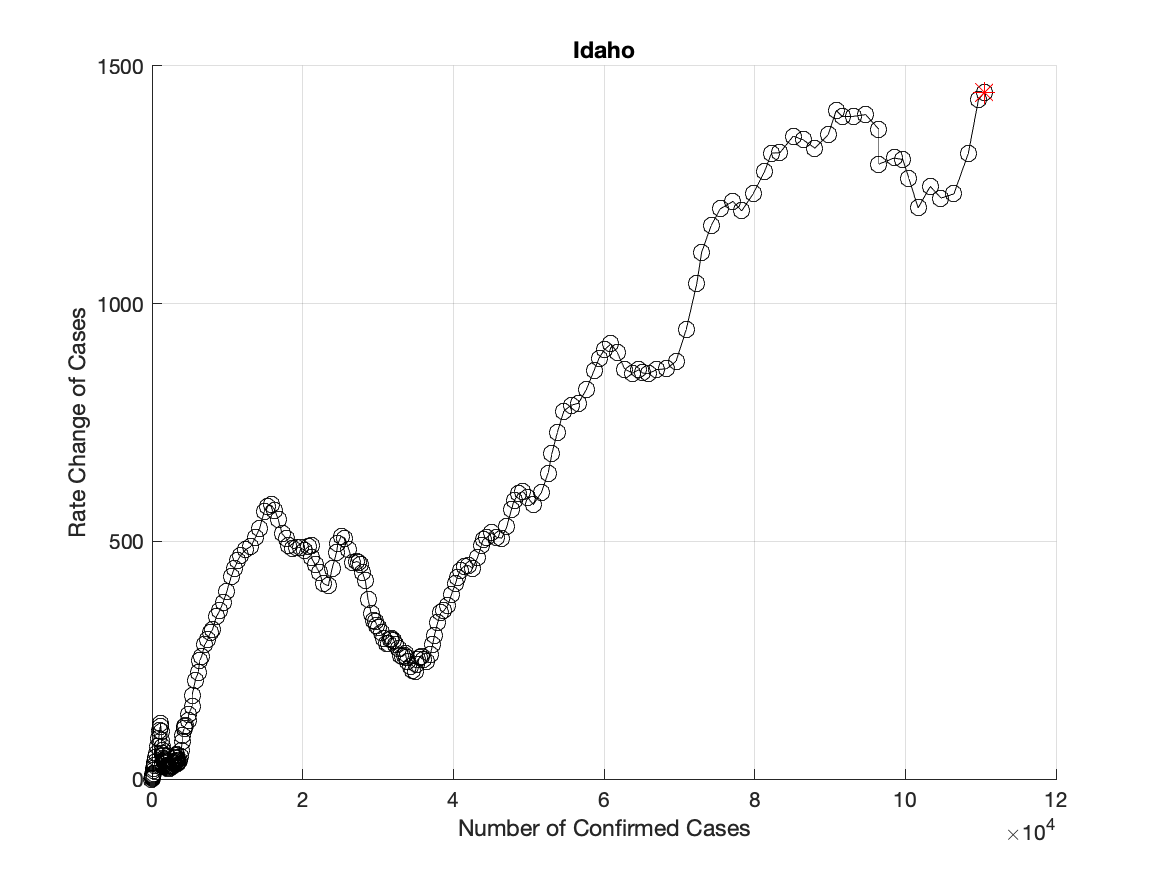 Idaho
1500
1000
500
0
Rate Change of Cases
0 2 4 6 8 10 12
Number of Confirmed Cases
×10^4